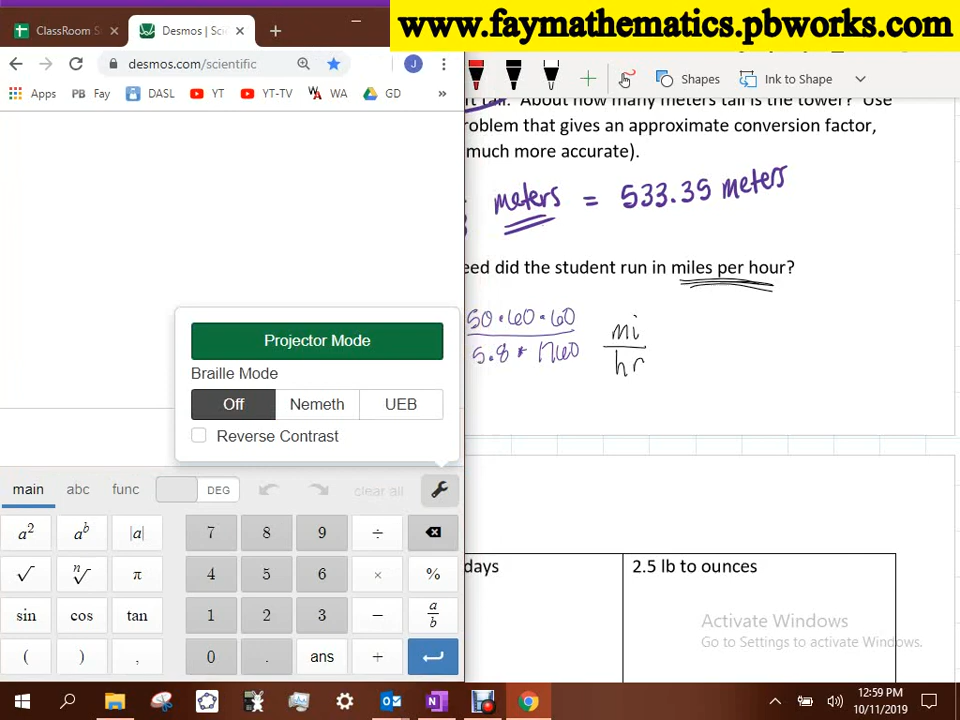 www.faymathematics.pbworks.com
ClassRoom S
Desmos | Sci
desmos.com/scientific
J
Apps
PB Fay
DASL
YT
YT-TV
WA
GD
»
Shapes
Ink to Shape
About how many meters tall is the tower? Use
roblem that gives an approximate conversion factor,
much more accurate).
meters = 533.35 meters
eed did the student run in miles per hour?
50 · 60 · 60
5.8 * 1760
mi
hr
Projector Mode
Braille Mode
Off
Nemeth
UEB
Reverse Contrast
main
abc
func
DEG
clear all
a²
aᵇ
|a|
7
8
9
÷
√
ⁿ√
π
4
5
6
×
%
sin
cos
tan
1
2
3
−
a/b
(
)
,
0
.
ans
+
days
2.5 lb to ounces
Activate Windows
Go to Settings to activate Windows.
12:59 PM
10/11/2019